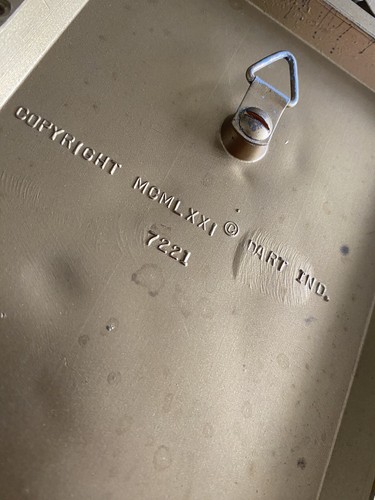 COPYRIGHT MCMLXXI © DART IND.
7221